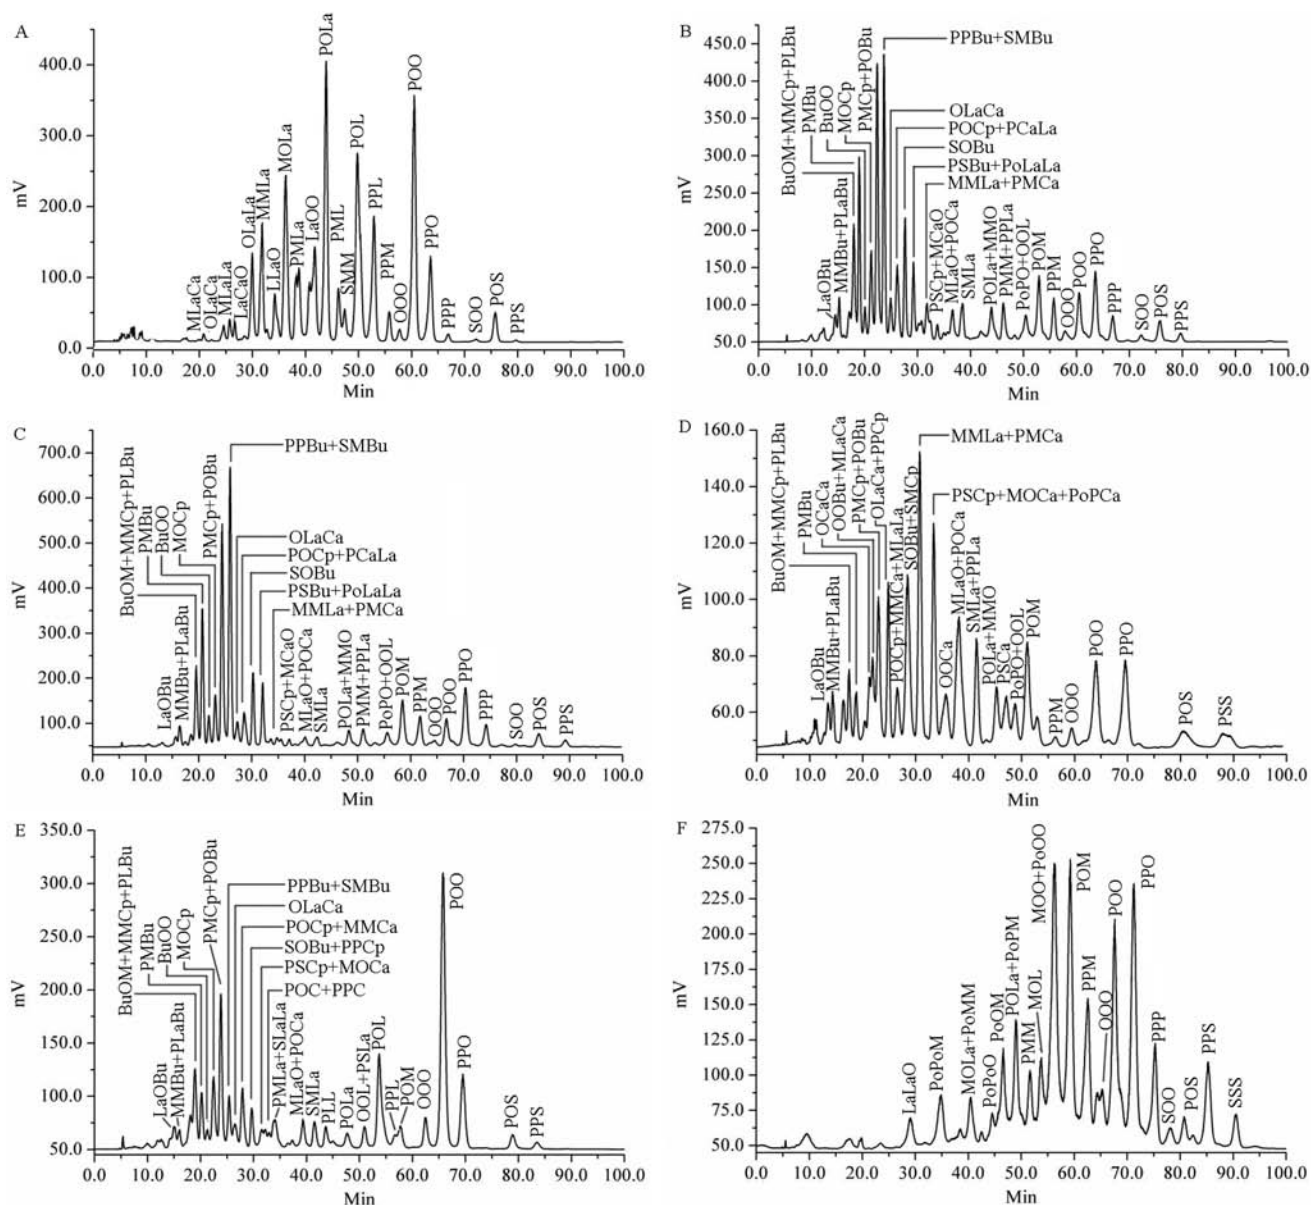 A
400.0
300.0
200.0
100.0
0.0
mV
MLaCa
OLaCa
MLaLa
LaCaO
OLaLa
MMLa
LLaO
MOLa
PMLa
LaOO
POLa
PML
SMM
POL
PPL
PPM
OOO
POO
PPO
PPP
SOO
POS
PPS
0.0 10.0 20.0 30.0 40.0 50.0 60.0 70.0 80.0 90.0 100.0
Min
B
450.0
400.0
350.0
300.0
250.0
200.0
150.0
100.0
50.0
mV
LaOBu
MMBu+PLaBu
BuOM+MMCp+PLBu
PMBu
BuOO
MOCp
PMCp+POBu
PPBu+SMBu
OLaCa
POCp+PCaLa
SOBu
PSBu+PoLaLa
MMLa+PMCa
PSCp+MCaO
MLaO+POCa
SMLa
POLa+MMO
PMM+PPLa
PoPO+OOL
POM
PPM
OOO
POO
PPO
PPP
SOO
POS
PPS
0.0 10.0 20.0 30.0 40.0 50.0 60.0 70.0 80.0 90.0 100.0
Min
C
700.0
600.0
500.0
400.0
300.0
200.0
100.0
mV
LaOBu
MMBu+PLaBu
BuOM+MMCp+PLBu
PMBu
BuOO
MOCp
PMCp+POBu
PPBu+SMBu
OLaCa
POCp+PCaLa
SOBu
PSBu+PoLaLa
MMLa+PMCa
PSCp+MCaO
MLaO+POCa
SMLa
POLa+MMO
PMM+PPLa
PoPO+OOL
POM
PPM
OOO
POO
PPO
PPP
SOO
POS
PPS
0.0 10.0 20.0 30.0 40.0 50.0 60.0 70.0 80.0 90.0 100.0
Min
D
160.0
140.0
120.0
100.0
80.0
60.0
mV
LaOBu
MMBu+PLaBu
BuOM+MMCp+PLBu
PMBu
OCaCa
OOBu+MLaCa
PMCp+POBu
OLaCa+PPCp
POCp+MMCa+MLaLa
SOBu+SMCp
MMLa+PMCa
PSCp+MOCa+PoPCa
OOCa
MLaO+POCa
SMLa+PPLa
POLa+MMO
PSCa
PoPO+OOL
POM
PPM
OOO
POO
PPO
POS
PSS
0.0 10.0 20.0 30.0 40.0 50.0 60.0 70.0 80.0 90.0 100.0
Min
E
350.0
300.0
250.0
200.0
150.0
100.0
50.0
mV
LaOBu
MMBu+PLaBu
BuOM+MMCp+PLBu
PMBu
BuOO
MOCp
PMCp+POBu
PPBu+SMBu
OLaCa
POCp+MMCa
SOBu+PPCp
PSCp+MOCa
POC+PPC
PMLa+SLaLa
MLaO+POCa
SMLa
PLL
POLa
OOL+PSLa
POL
PPL
POM
OOO
POO
PPO
POS
PPS
0.0 10.0 20.0 30.0 40.0 50.0 60.0 70.0 80.0 90.0 100.0
Min
F
275.0
250.0
225.0
200.0
175.0
150.0
125.0
100.0
75.0
50.0
mV
LaLaO
PoPoM
MOLa+PoMM
PoPoO
PoOM
POLa+PoPM
PMM
MOL
MOO+PoOO
POM
PPM
OOO
POO
PPO
PPP
SOO
POS
PPS
SSS
0.0 10.0 20.0 30.0 40.0 50.0 60.0 70.0 80.0 90.0 100.0
Min